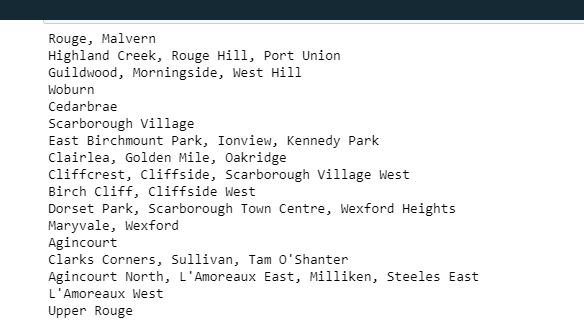 Rouge, Malvern
Highland Creek, Rouge Hill, Port Union
Guildwood, Morningside, West Hill
Woburn
Cedarbrae
Scarborough Village
East Birchmount Park, Ionview, Kennedy Park
Clairlea, Golden Mile, Oakridge
Cliffcrest, Cliffside, Scarborough Village West
Birch Cliff, Cliffside West
Dorset Park, Scarborough Town Centre, Wexford Heights
Maryvale, Wexford
Agincourt
Clarks Corners, Sullivan, Tam O'Shanter
Agincourt North, L'Amoreaux East, Milliken, Steeles East
L'Amoreaux West
Upper Rouge